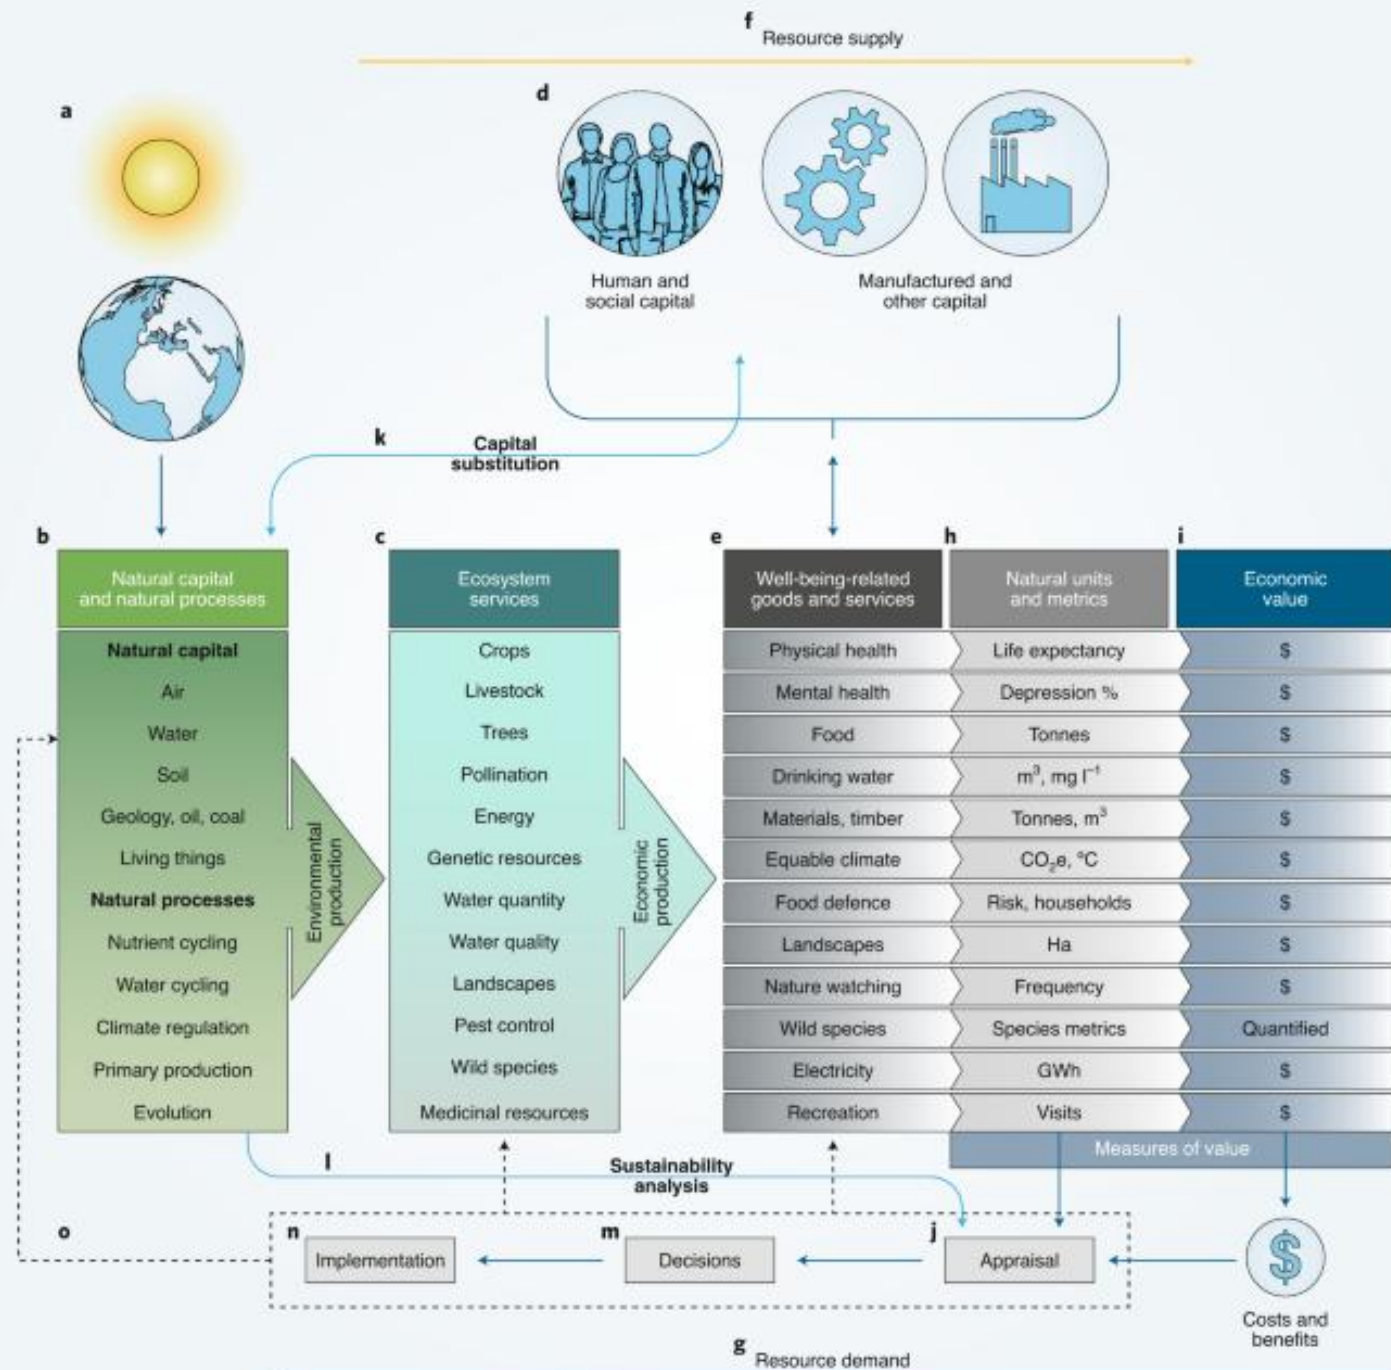 f
Resource supply
a
d
Human and
social capital
Manufactured and
other capital
k
Capital
substitution
b
Natural capital
and natural processes
Natural capital
Air
Water
Soil
Geology, oil, coal
Living things
Natural processes
Nutrient cycling
Water cycling
Climate regulation
Primary production
Evolution
Environmental
production
c
Ecosystem
services
Crops
Livestock
Trees
Pollination
Energy
Genetic resources
Water quantity
Water quality
Landscapes
Pest control
Wild species
Medicinal resources
Economic
production
e
Well-being-related
goods and services
h
Natural units
and metrics
i
Economic
value
Physical health
Life expectancy
$
Mental health
Depression %
$
Food
Tonnes
$
Drinking water
m³, mg l⁻¹
$
Materials, timber
Tonnes, m³
$
Equable climate
CO₂e, ºC
$
Food defence
Risk, households
$
Landscapes
Ha
$
Nature watching
Frequency
$
Wild species
Species metrics
Quantified
Electricity
GWh
$
Recreation
Visits
$
Measures of value
l
Sustainability
analysis
o
n
Implementation
m
Decisions
j
Appraisal
$
Costs and
benefits
g
Resource demand